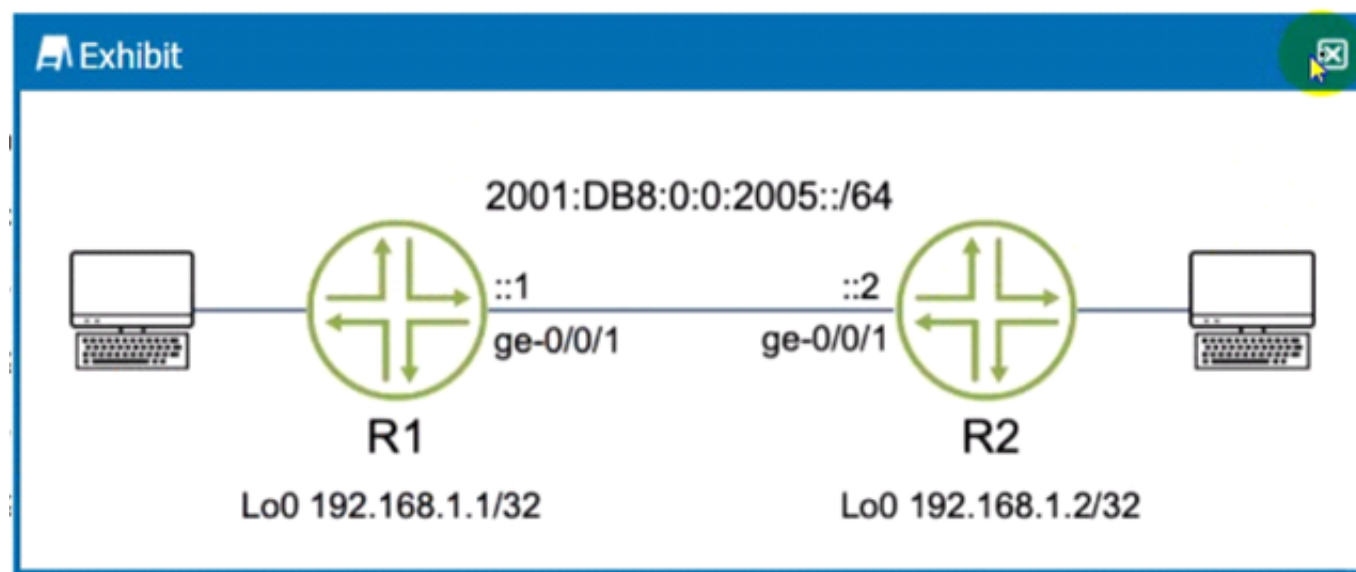 Exhibit
2001:DB8:0:0:2005::/64
::1 ::2
ge-0/0/1 ge-0/0/1
R1 R2
Lo0 192.168.1.1/32 Lo0 192.168.1.2/32